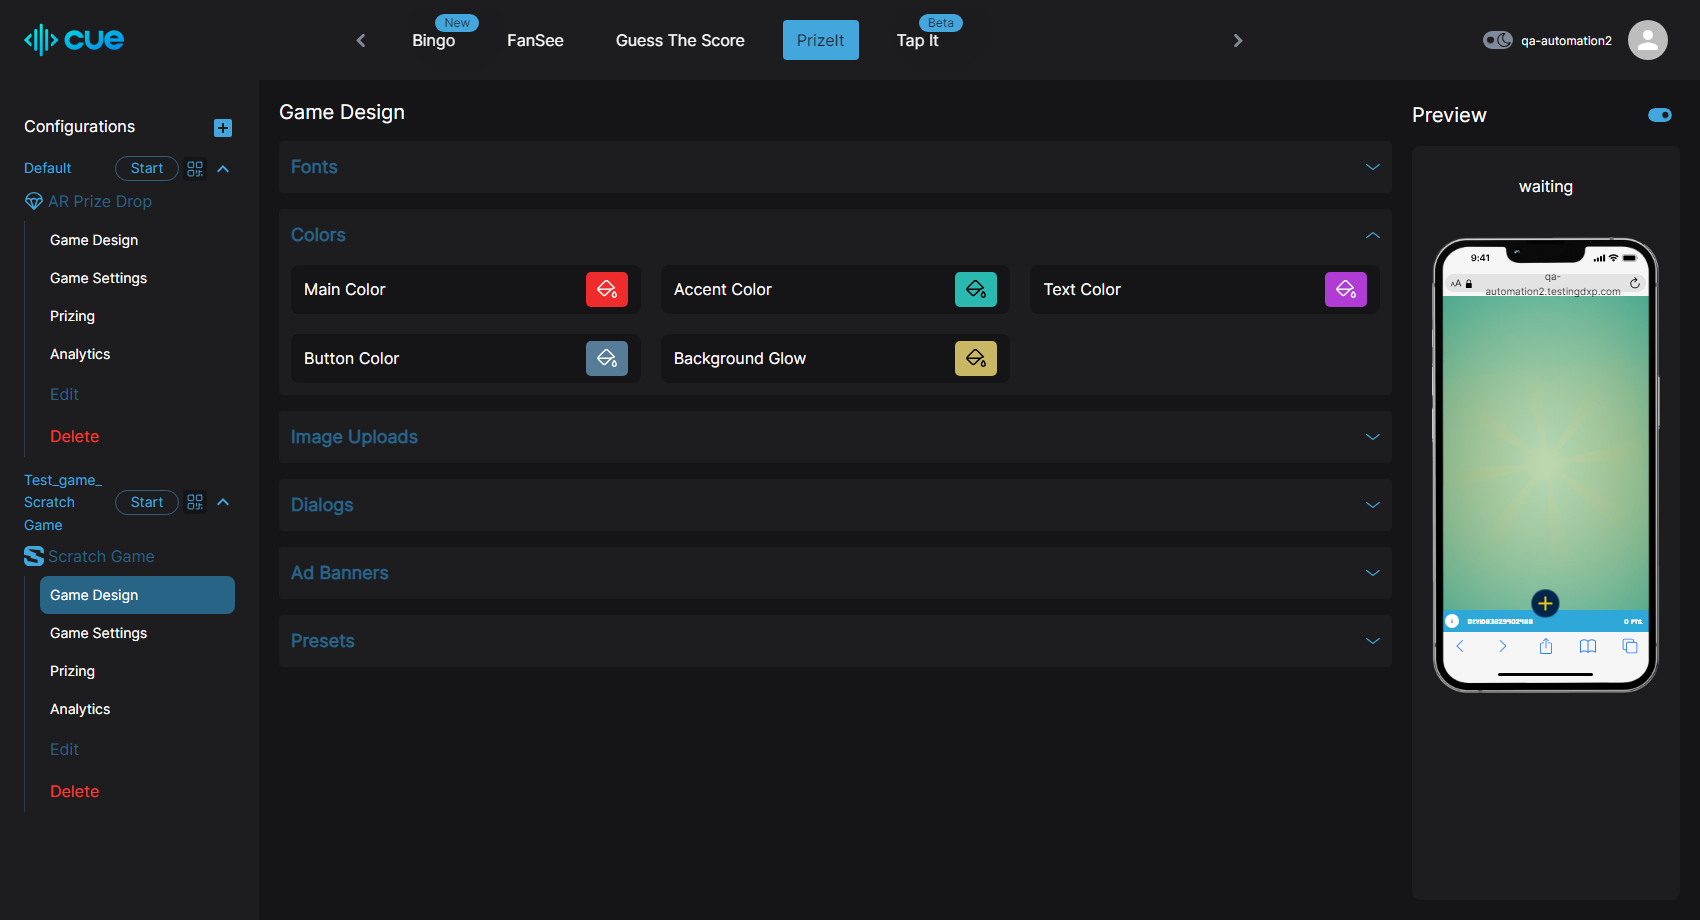 cue
Bingo
New
FanSee
Guess The Score
PrizeIt
Tap It
Beta
qa-automation2
Configurations
Default
Start
AR Prize Drop
Game Design
Game Settings
Prizing
Analytics
Edit
Delete
Test_game_
Scratch
Game
Start
Scratch Game
Game Design
Game Settings
Prizing
Analytics
Edit
Delete
Game Design
Fonts
Colors
Main Color
Accent Color
Text Color
Button Color
Background Glow
Image Uploads
Dialogs
Ad Banners
Presets
Preview
waiting
9:41
AA
qa-
automation2.testingdxp.com
0 PTS.